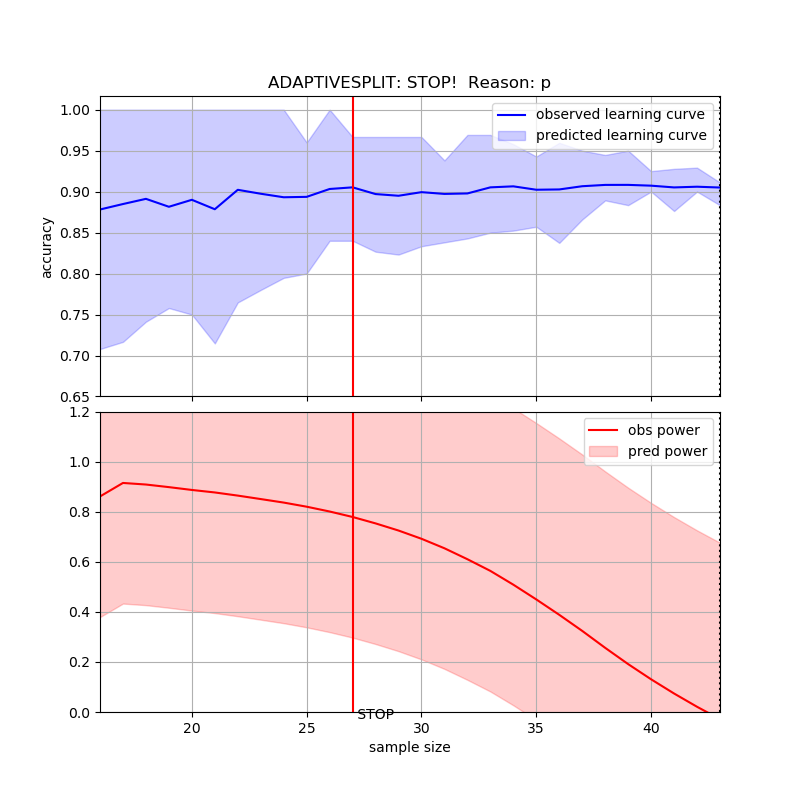 ADAPTIVESPLIT: STOP!  Reason: p
1.00
0.95
0.90
0.85
0.80
0.75
0.70
0.65
accuracy
observed learning curve
predicted learning curve
1.2
1.0
0.8
0.6
0.4
0.2
0.0
obs power
pred power
STOP
20
25
30
35
40
sample size